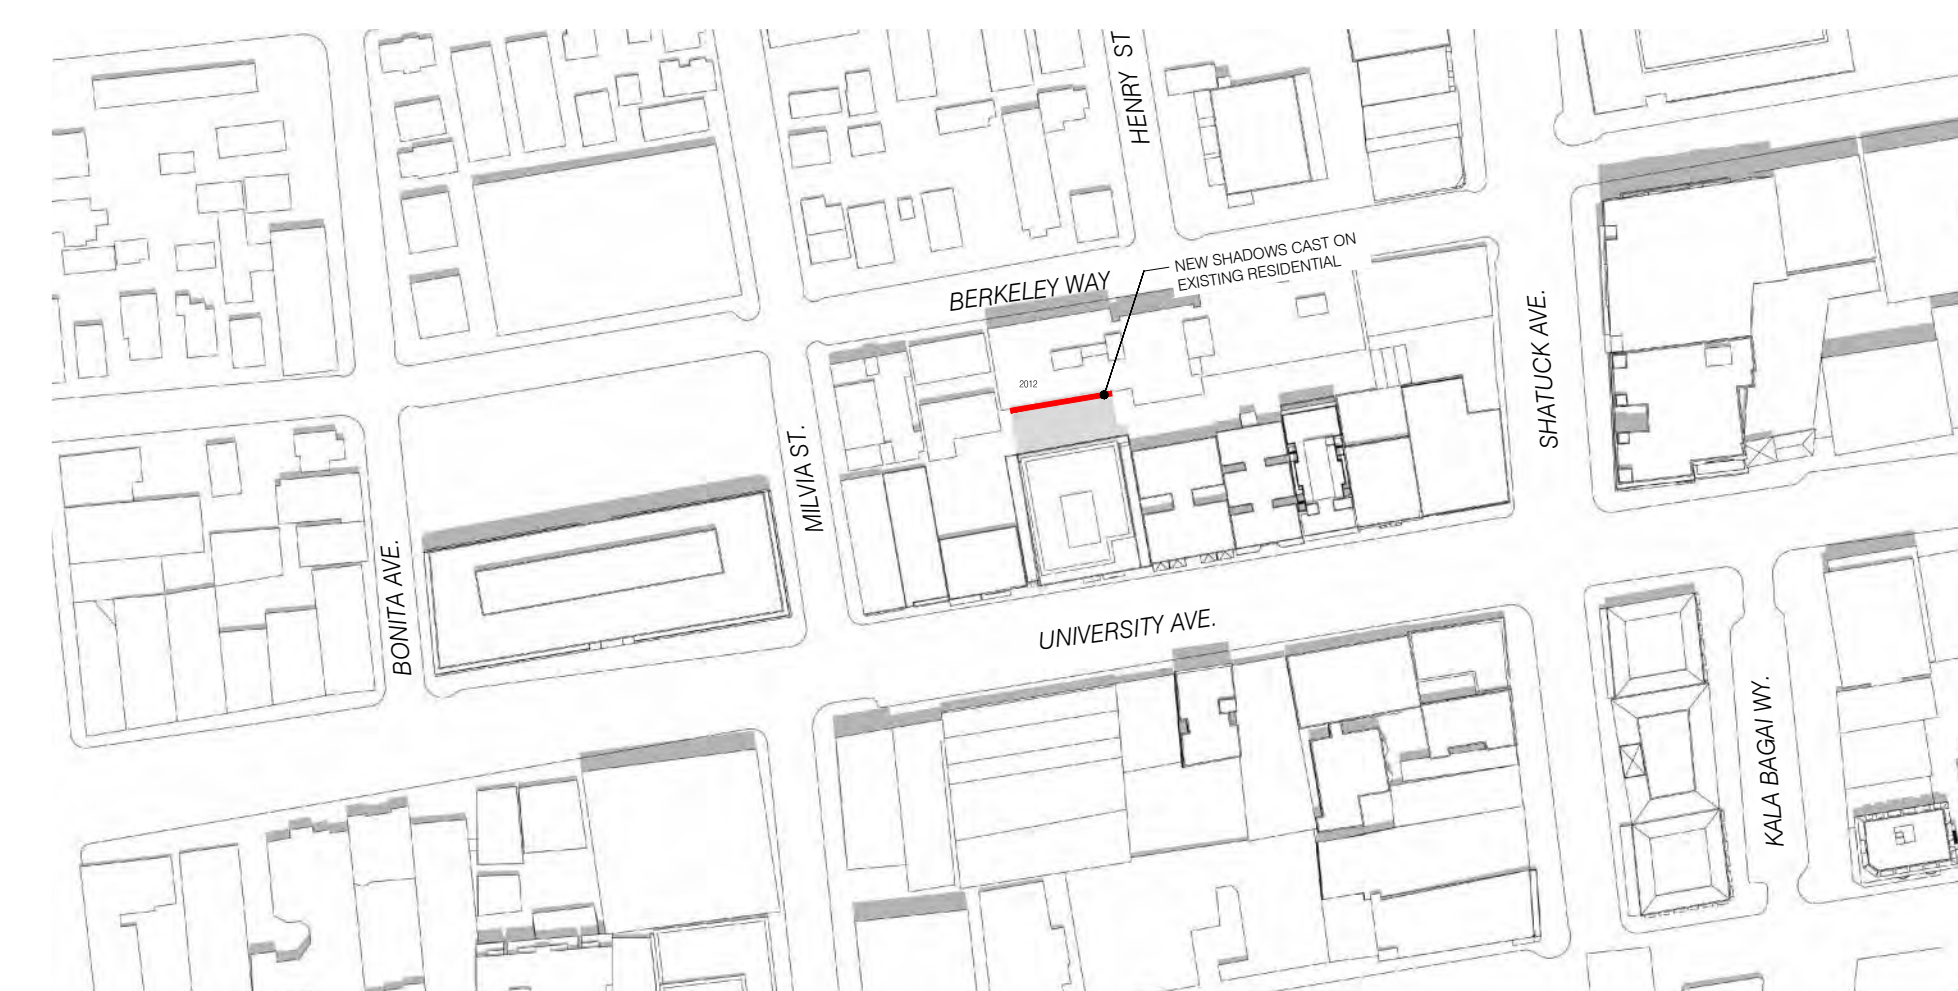 HENRY ST
NEW SHADOWS CAST ON
EXISTING RESIDENTIAL
BERKELEY WAY
SHATUCK AVE.
2012
MILVIA ST.
BONITA AVE.
UNIVERSITY AVE.
KALA BAGAI WY.